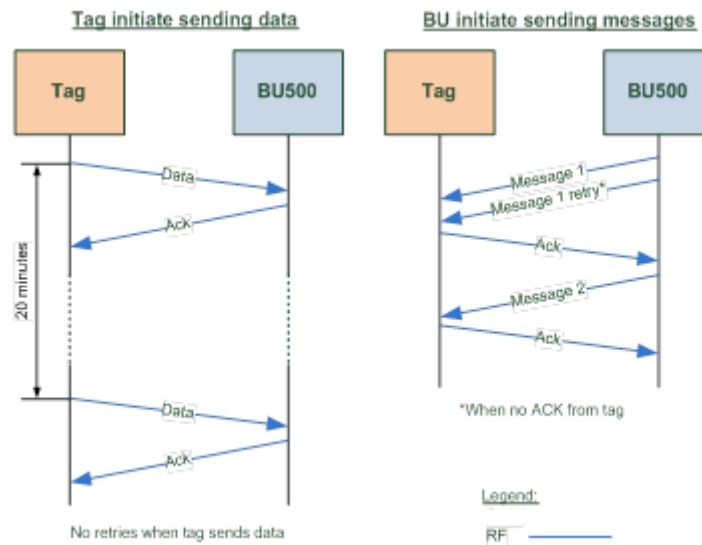 Tag initiate sending data
Tag
BU500
Data
Ack
20 minutes
Data
Ack
No retries when tag sends data
BU initiate sending messages
Tag
BU500
Message 1
Message 1 retry*
Ack
Message 2
Ack
*When no ACK from tag
Legend:
RF